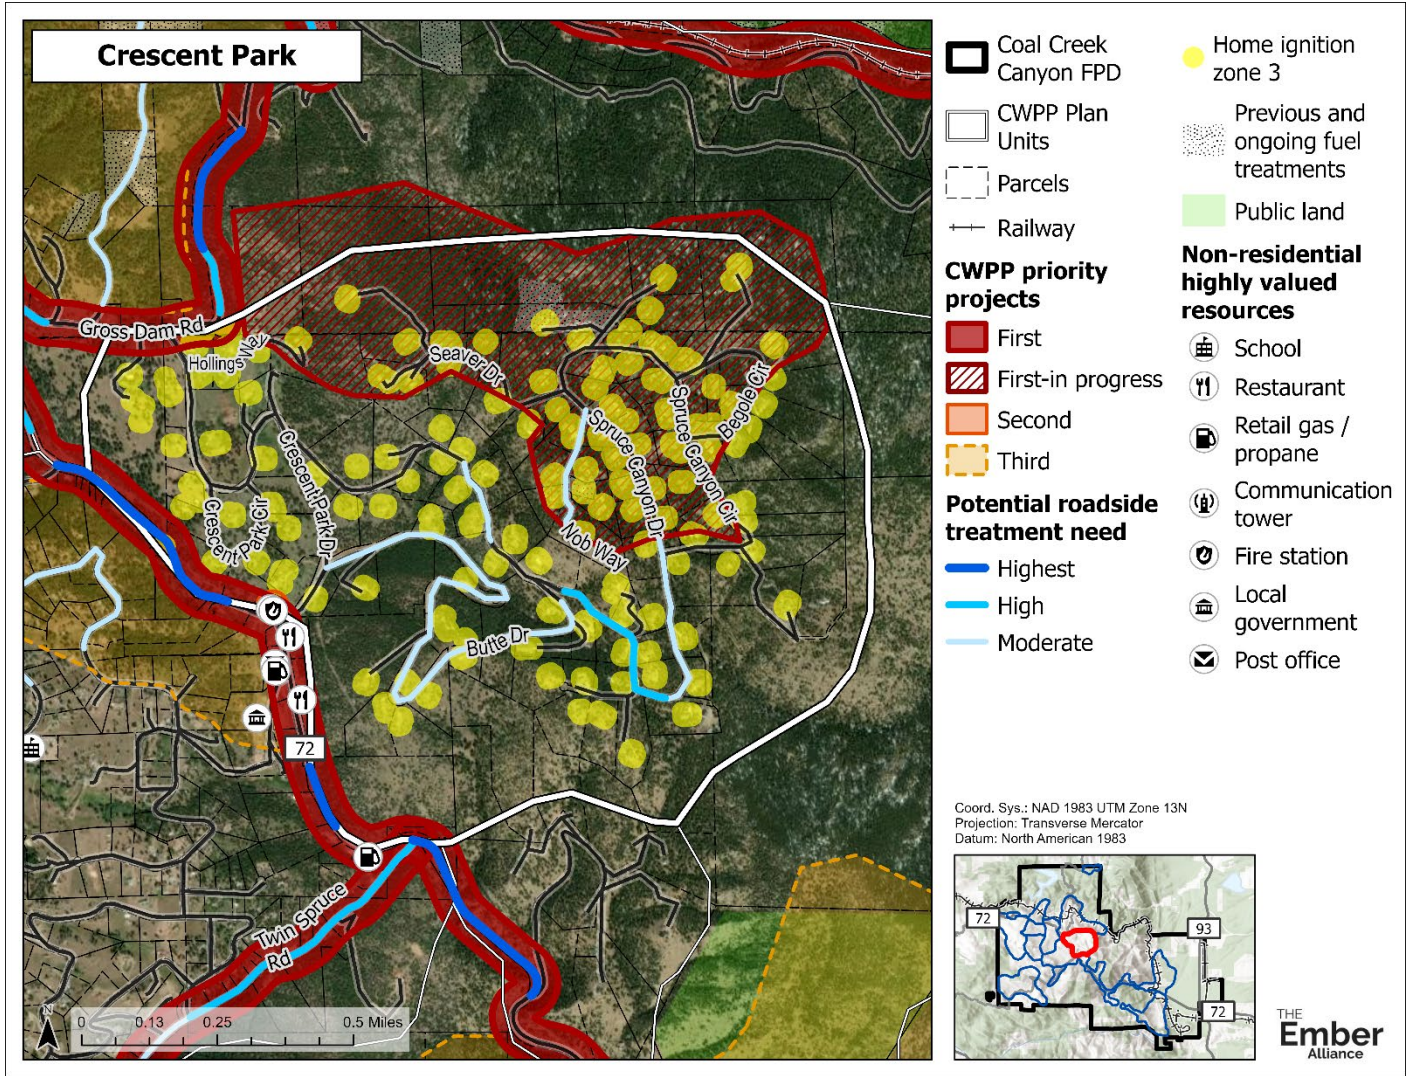 Crescent Park
Gross Dam Rd
Hollings Way
Seaver Dr
Spruce Canyon Dr
Spruce Canyon Cir
Begole Cir
Crescent Park Cir
Crescent Park Dr
Nob Way
Butte Dr
72
Twin Spruce
Rd
N
0 0.13 0.25 0.5 Miles
Coal Creek
Canyon FPD
CWPP Plan
Units
Parcels
Railway
CWPP priority
projects
First
First-in progress
Second
Third
Potential roadside
treatment need
Highest
High
Moderate
Home ignition
zone 3
Previous and
ongoing fuel
treatments
Public land
Non-residential
highly valued
resources
School
Restaurant
Retail gas /
propane
Communication
tower
Fire station
Local
government
Post office
Coord. Sys.: NAD 1983 UTM Zone 13N
Projection: Transverse Mercator
Datum: North American 1983
72
93
72
THE
Ember
Alliance